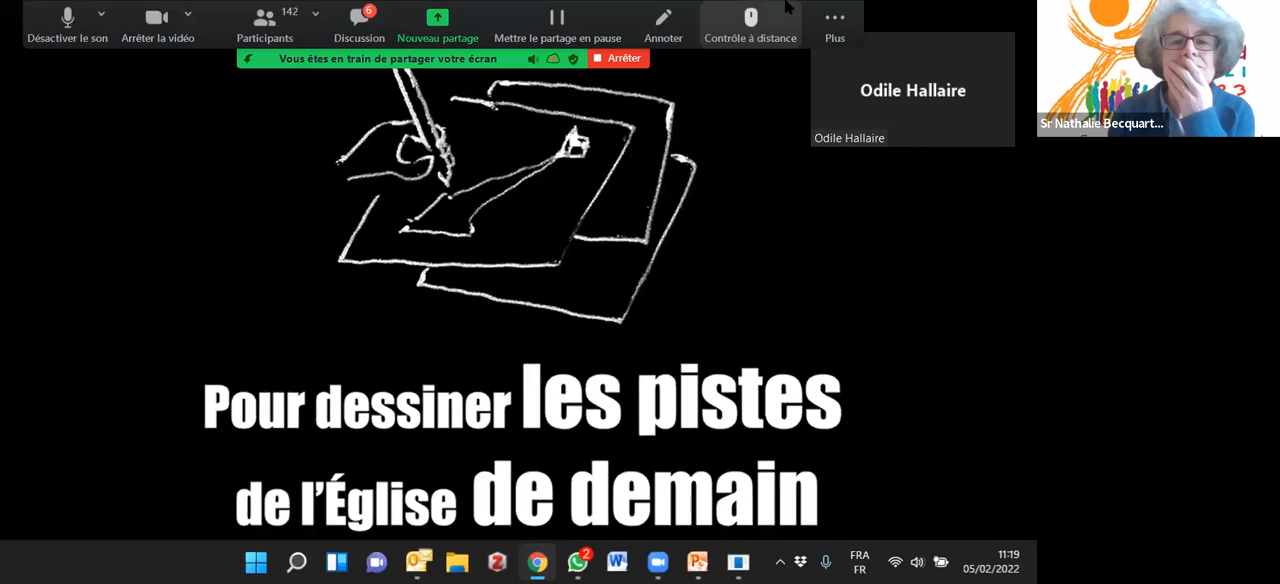 142
6
Désactiver le son
Arrêter la vidéo
Participants
Discussion
Nouveau partage
Mettre le partage en pause
Annoter
Contrôle à distance
Plus
Vous êtes en train de partager votre écran
Arrêter
Odile Hallaire
Odile Hallaire
Sr Nathalie Becquart...
Pour dessiner les pistes
de l'Église de demain
2
FRA
FR
11:19
05/02/2022